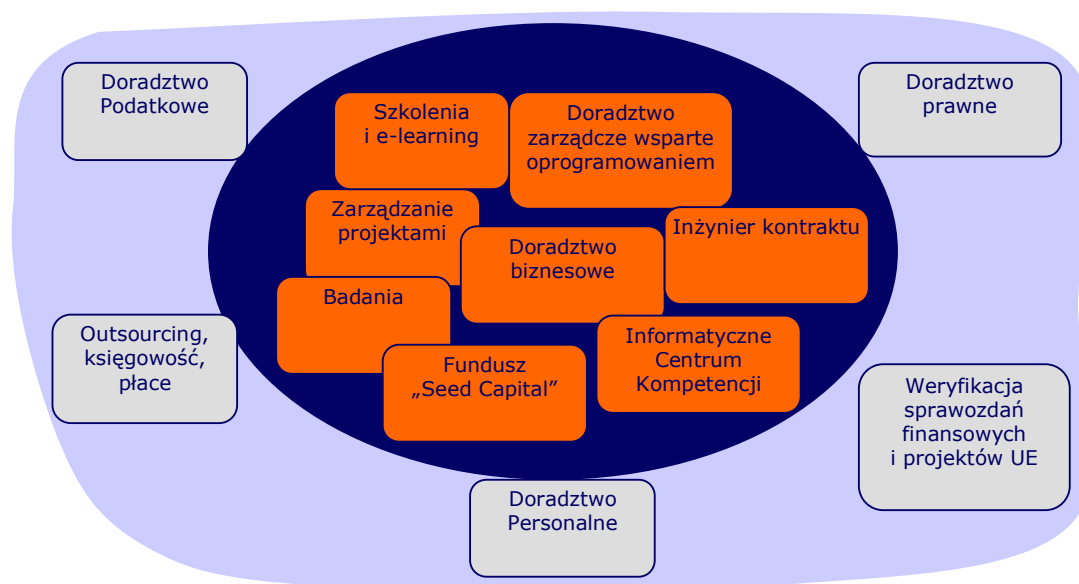 Doradztwo
Podatkowe
Szkolenia
i e-learning
Doradztwo
zarządcze wsparte
oprogramowaniem
Doradztwo
prawne
Zarządzanie
projektami
Doradztwo
biznesowe
Inżynier kontraktu
Badania
Fundusz
„Seed Capital”
Informatyczne
Centrum
Kompetencji
Outsourcing,
księgowość,
płace
Weryfikacja
sprawozdań
finansowych
i projektów UE
Doradztwo
Personalne